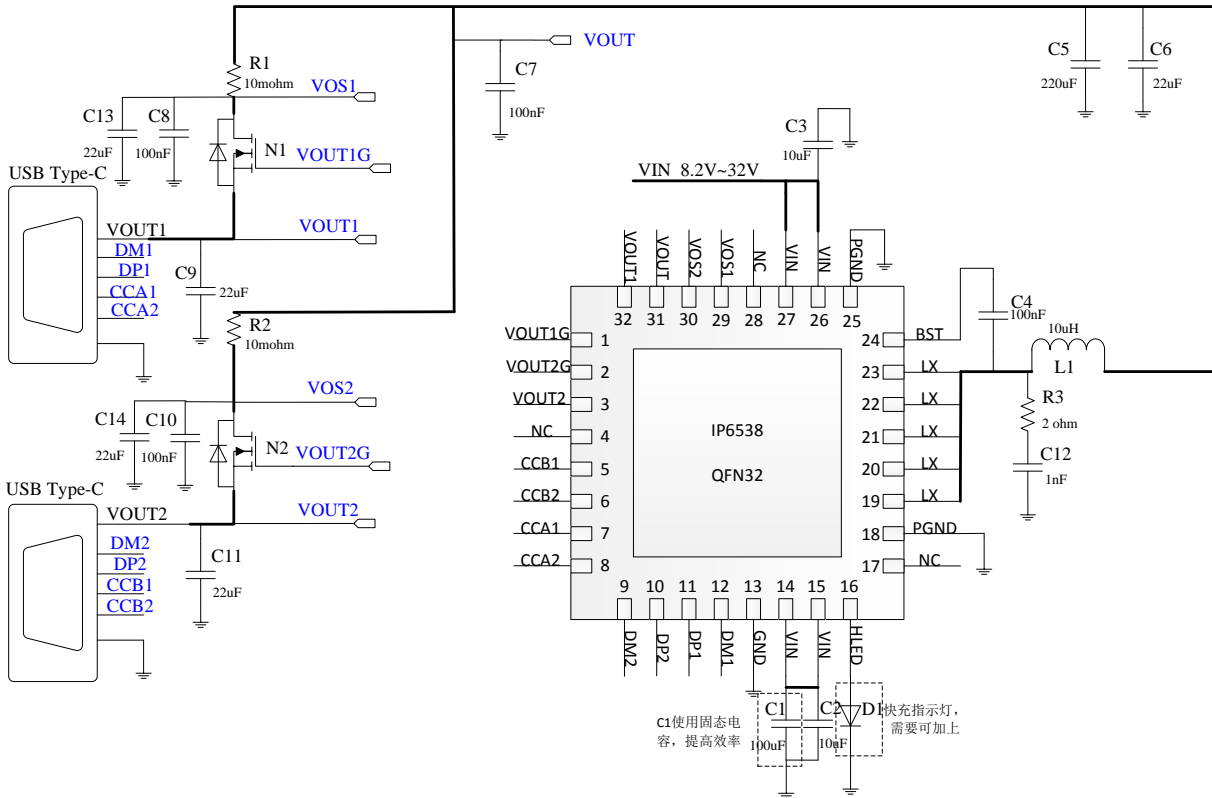 R1
10mohm
VOS1
C13
22uF
C8
100nF
N1
VOUT1G
USB Type-C
VOUT1
DM1
DP1
CCA1
CCA2
VOUT1
C9
22uF
R2
10mohm
VOS2
C14
22uF
C10
100nF
N2
VOUT2G
USB Type-C
VOUT2
DM2
DP2
CCB1
CCB2
VOUT2
C11
22uF
VOUT
C7
100nF
C5
220uF
C6
22uF
C3
10uF
VIN 8.2V~32V
VOUT1
VOUT
VOS2
VOS1
NC
VIN
VIN
PGND
32
31
30
29
28
27
26
25
VOUT1G
1
VOUT2G
2
VOUT2
3
NC
4
CCB1
5
CCB2
6
CCA1
7
CCA2
8
IP6538
QFN32
24
BST
23
LX
22
LX
21
LX
20
LX
19
LX
18
PGND
17
NC
C4
100nF
10uH
L1
R3
2 ohm
C12
1nF
9
10
11
12
13
14
15
16
DM2
DP2
DP1
DM1
GND
VIN
VIN
HLED
C1使用固态电
容，提高效率
C1
100uF
C2
10uF
D1
快充指示灯，
需要可加上